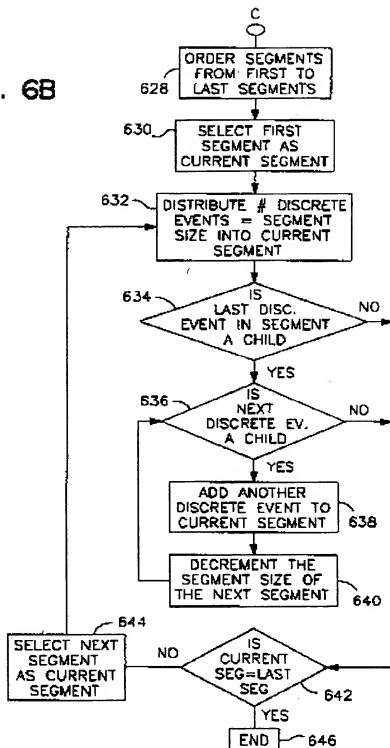 C
. 6B
ORDER SEGMENTS
FROM FIRST TO
LAST SEGMENTS
628
630
SELECT FIRST
SEGMENT AS
CURRENT SEGMENT
632
DISTRIBUTE # DISCRETE
EVENTS = SEGMENT
SIZE INTO CURRENT
SEGMENT
634
IS
LAST DISC.
EVENT IN SEGMENT
A CHILD
NO
YES
636
IS
NEXT
DISCRETE EV.
A CHILD
NO
YES
ADD ANOTHER
DISCRETE EVENT TO
CURRENT SEGMENT
638
DECREMENT THE
SEGMENT SIZE OF
THE NEXT SEGMENT
640
644
SELECT NEXT
SEGMENT
AS CURRENT
SEGMENT
NO
IS
CURRENT
SEG=LAST
SEG
642
YES
END
646